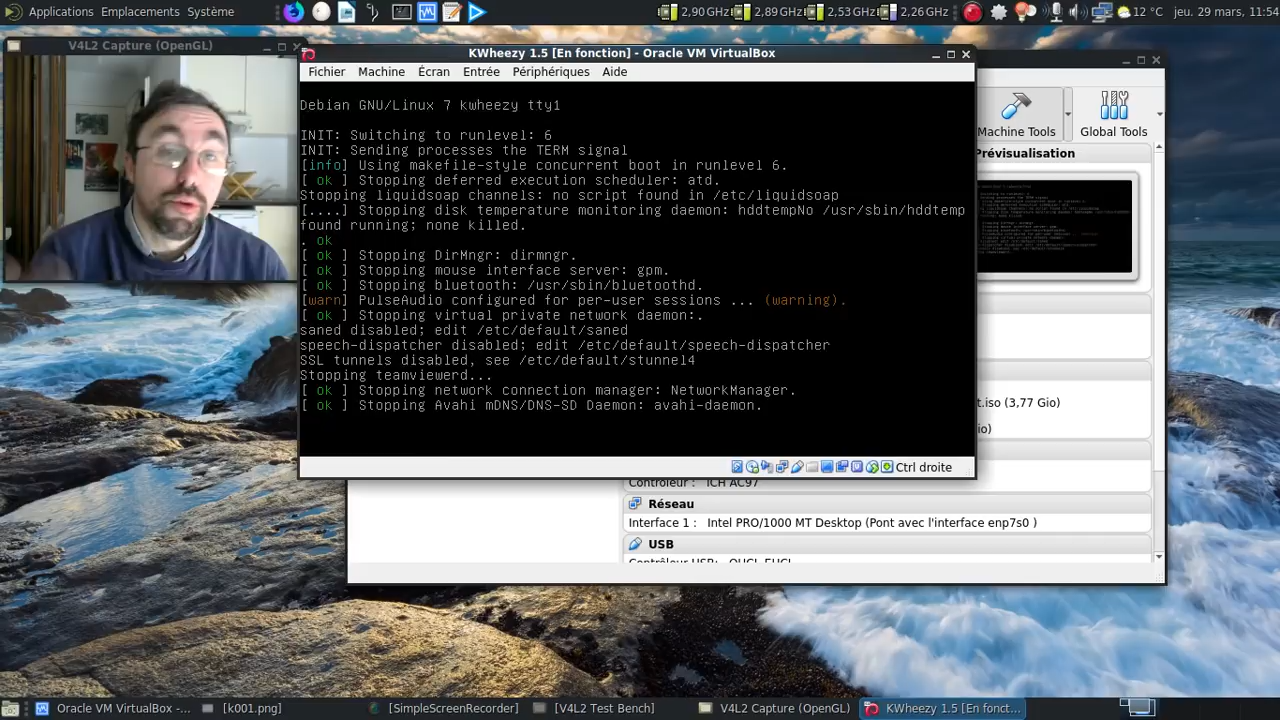 Applications Emplacements Système
2,90 GHz 2,89 GHz 2,53 GHz 2,26 GHz 12 °C jeu. 29 mars, 11:54
V4L2 Capture (OpenGL)
KWheezy 1.5 [En fonction] - Oracle VM VirtualBox
Fichier Machine Écran Entrée Périphériques Aide
Debian GNU/Linux 7 kwheezy tty1
INIT: Switching to runlevel: 6
INIT: Sending processes the TERM signal
[info] Using makefile-style concurrent boot in runlevel 6.
[ ok ] Stopping deferred execution scheduler: atd.
Stopping liquidsoap channels: no script found in /etc/liquidsoap
[ ok ] Stopping disk temperature monitoring daemon: hddtempNo /usr/sbin/hddtemp
found running; none killed.
ok
[ ok ] Stopping DirMngr: dirmngr.
[ ok ] Stopping mouse interface server: gpm.
[ ok ] Stopping bluetooth: /usr/sbin/bluetoothd.
[warn] PulseAudio configured for per-user sessions ... (warning).
[ ok ] Stopping virtual private network daemon:.
saned disabled; edit /etc/default/saned
speech-dispatcher disabled; edit /etc/default/speech-dispatcher
SSL tunnels disabled, see /etc/default/stunnel4
Stopping teamviewerd...
[ ok ] Stopping network connection manager: NetworkManager.
[ ok ] Stopping Avahi mDNS/DNS-SD Daemon: avahi-daemon.
Ctrl droite
Machine Tools Global Tools
Prévisualisation
t.iso (3,77 Gio)
io)
Contrôleur : ICH AC97
Réseau
Interface 1 : Intel PRO/1000 MT Desktop (Pont avec l'interface enp7s0 )
USB
Contrôleur USB: OHCI, EHCI
Oracle VM VirtualBox -... [k001.png] [SimpleScreenRecorder] [V4L2 Test Bench] V4L2 Capture (OpenGL) KWheezy 1.5 [En fonct...